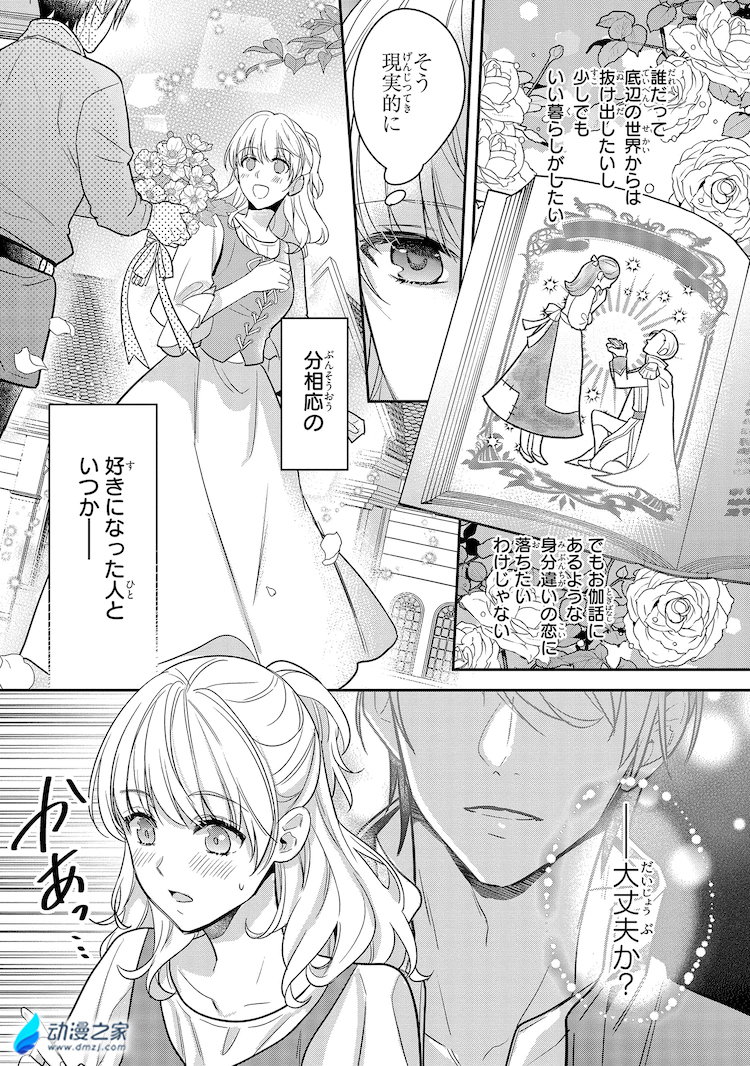 誰だって
底辺の世界からは
抜け出したいし
少しでも
いい暮らしがしたい
でもお伽話に
あるような
身分違いの恋に
落ちたい
わけじゃない
そう
現実的に
分相応の
好きになった人と
いつか――
――大丈夫か?
かあっ…
动漫之家
www.dmzj.com